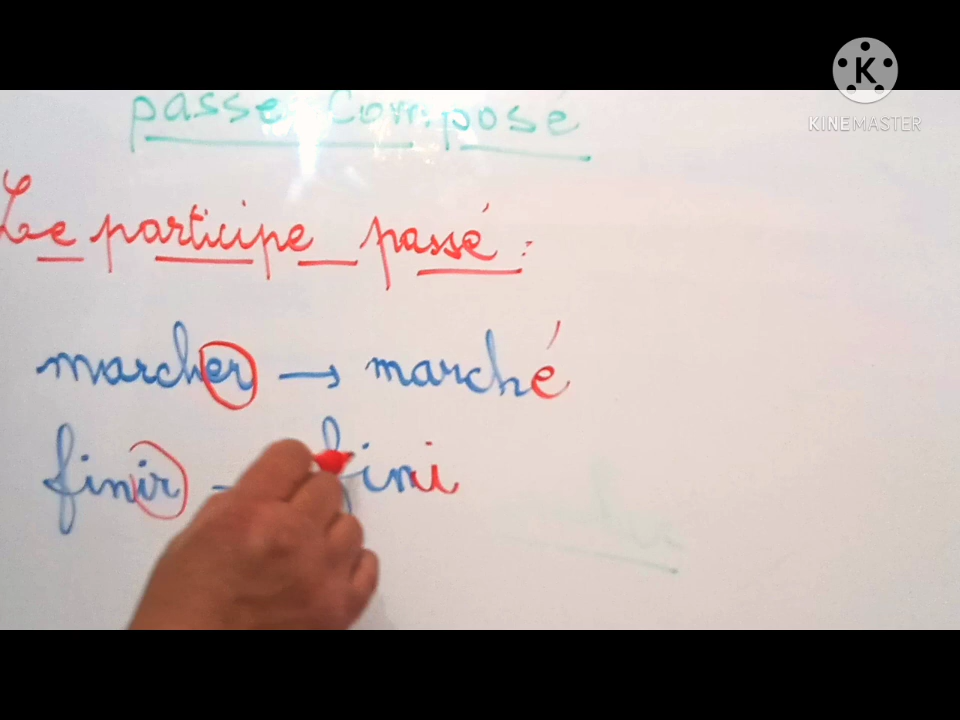 K
KINEMASTER
passé Composé
Le participe passé :
marcher → marché
finir → fini